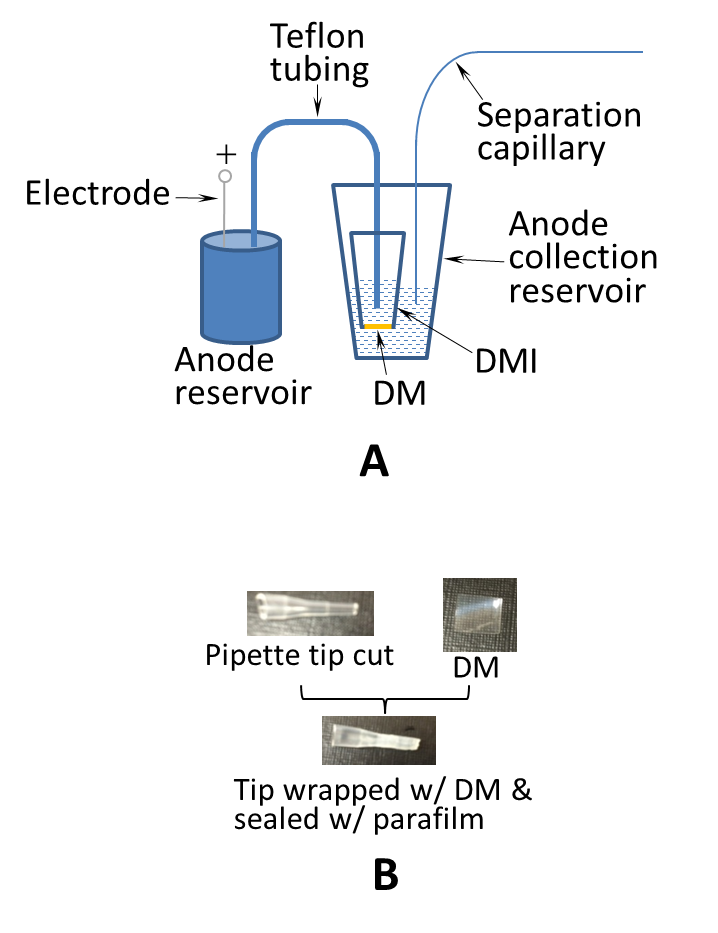 Teflon
tubing
Separation
capillary
+
Electrode
Anode
collection
reservoir
Anode
reservoir
DMI
DM
A
Pipette tip cut
DM
Tip wrapped w/ DM &
sealed w/ parafilm
B